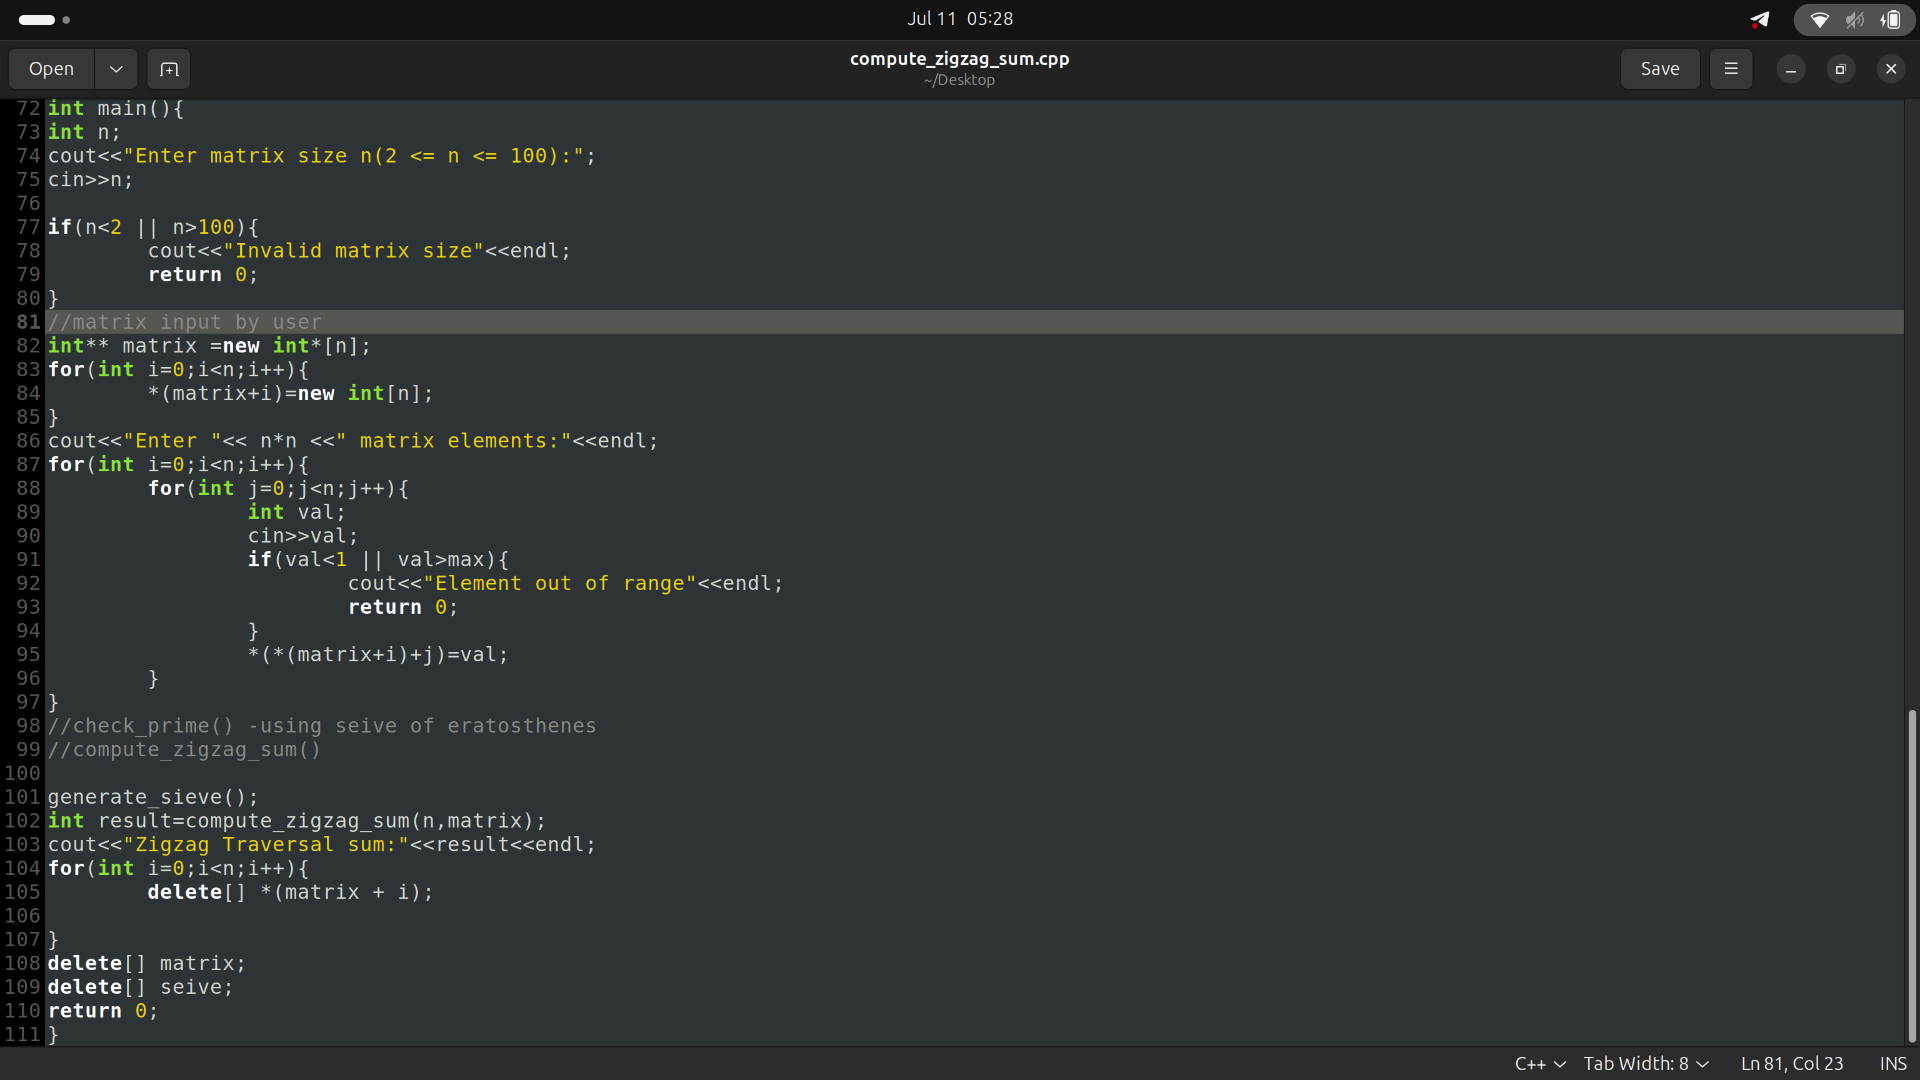 Jul 11 05:28
Open
compute_zigzag_sum.cpp
~/Desktop
Save
72 int main(){
73 int n;
74 cout<<"Enter matrix size n(2 <= n <= 100):";
75 cin>>n;
76
77 if(n<2 || n>100){
78         cout<<"Invalid matrix size"<<endl;
79         return 0;
80 }
81 //matrix input by user
82 int** matrix =new int*[n];
83 for(int i=0;i<n;i++){
84         *(matrix+i)=new int[n];
85 }
86 cout<<"Enter "<< n*n <<" matrix elements:"<<endl;
87 for(int i=0;i<n;i++){
88         for(int j=0;j<n;j++){
89                 int val;
90                 cin>>val;
91                 if(val<1 || val>max){
92                         cout<<"Element out of range"<<endl;
93                         return 0;
94                 }
95                 *(*(matrix+i)+j)=val;
96         }
97 }
98 //check_prime() -using seive of eratosthenes
99 //compute_zigzag_sum()
100
101 generate_sieve();
102 int result=compute_zigzag_sum(n,matrix);
103 cout<<"Zigzag Traversal sum:"<<result<<endl;
104 for(int i=0;i<n;i++){
105         delete[] *(matrix + i);
106
107 }
108 delete[] matrix;
109 delete[] seive;
110 return 0;
111 }
C++ Tab Width: 8 Ln 81, Col 23 INS